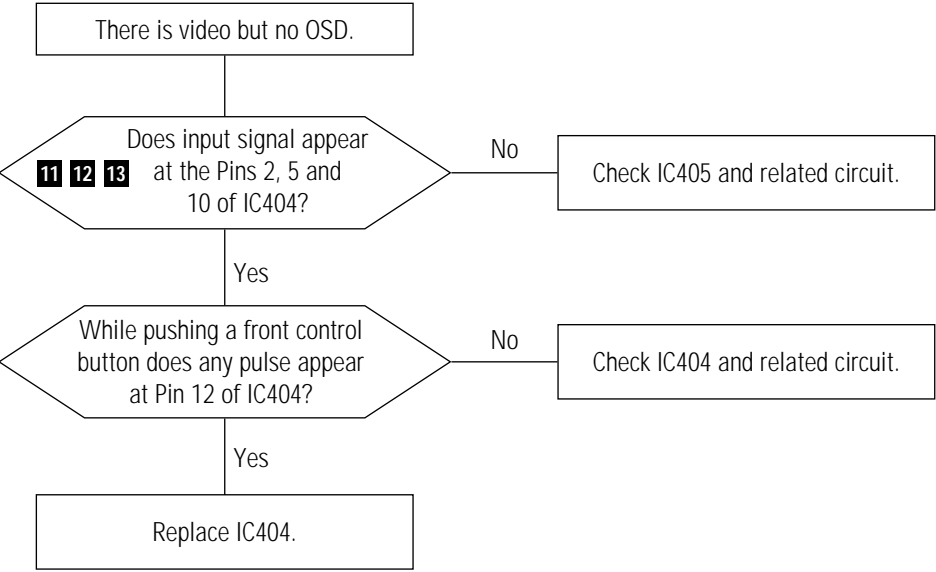 There is video but no OSD.
Does input signal appear
11 12 13 at the Pins 2, 5 and
10 of IC404?
No
Check IC405 and related circuit.
Yes
While pushing a front control
button does any pulse appear
at Pin 12 of IC404?
No
Check IC404 and related circuit.
Yes
Replace IC404.